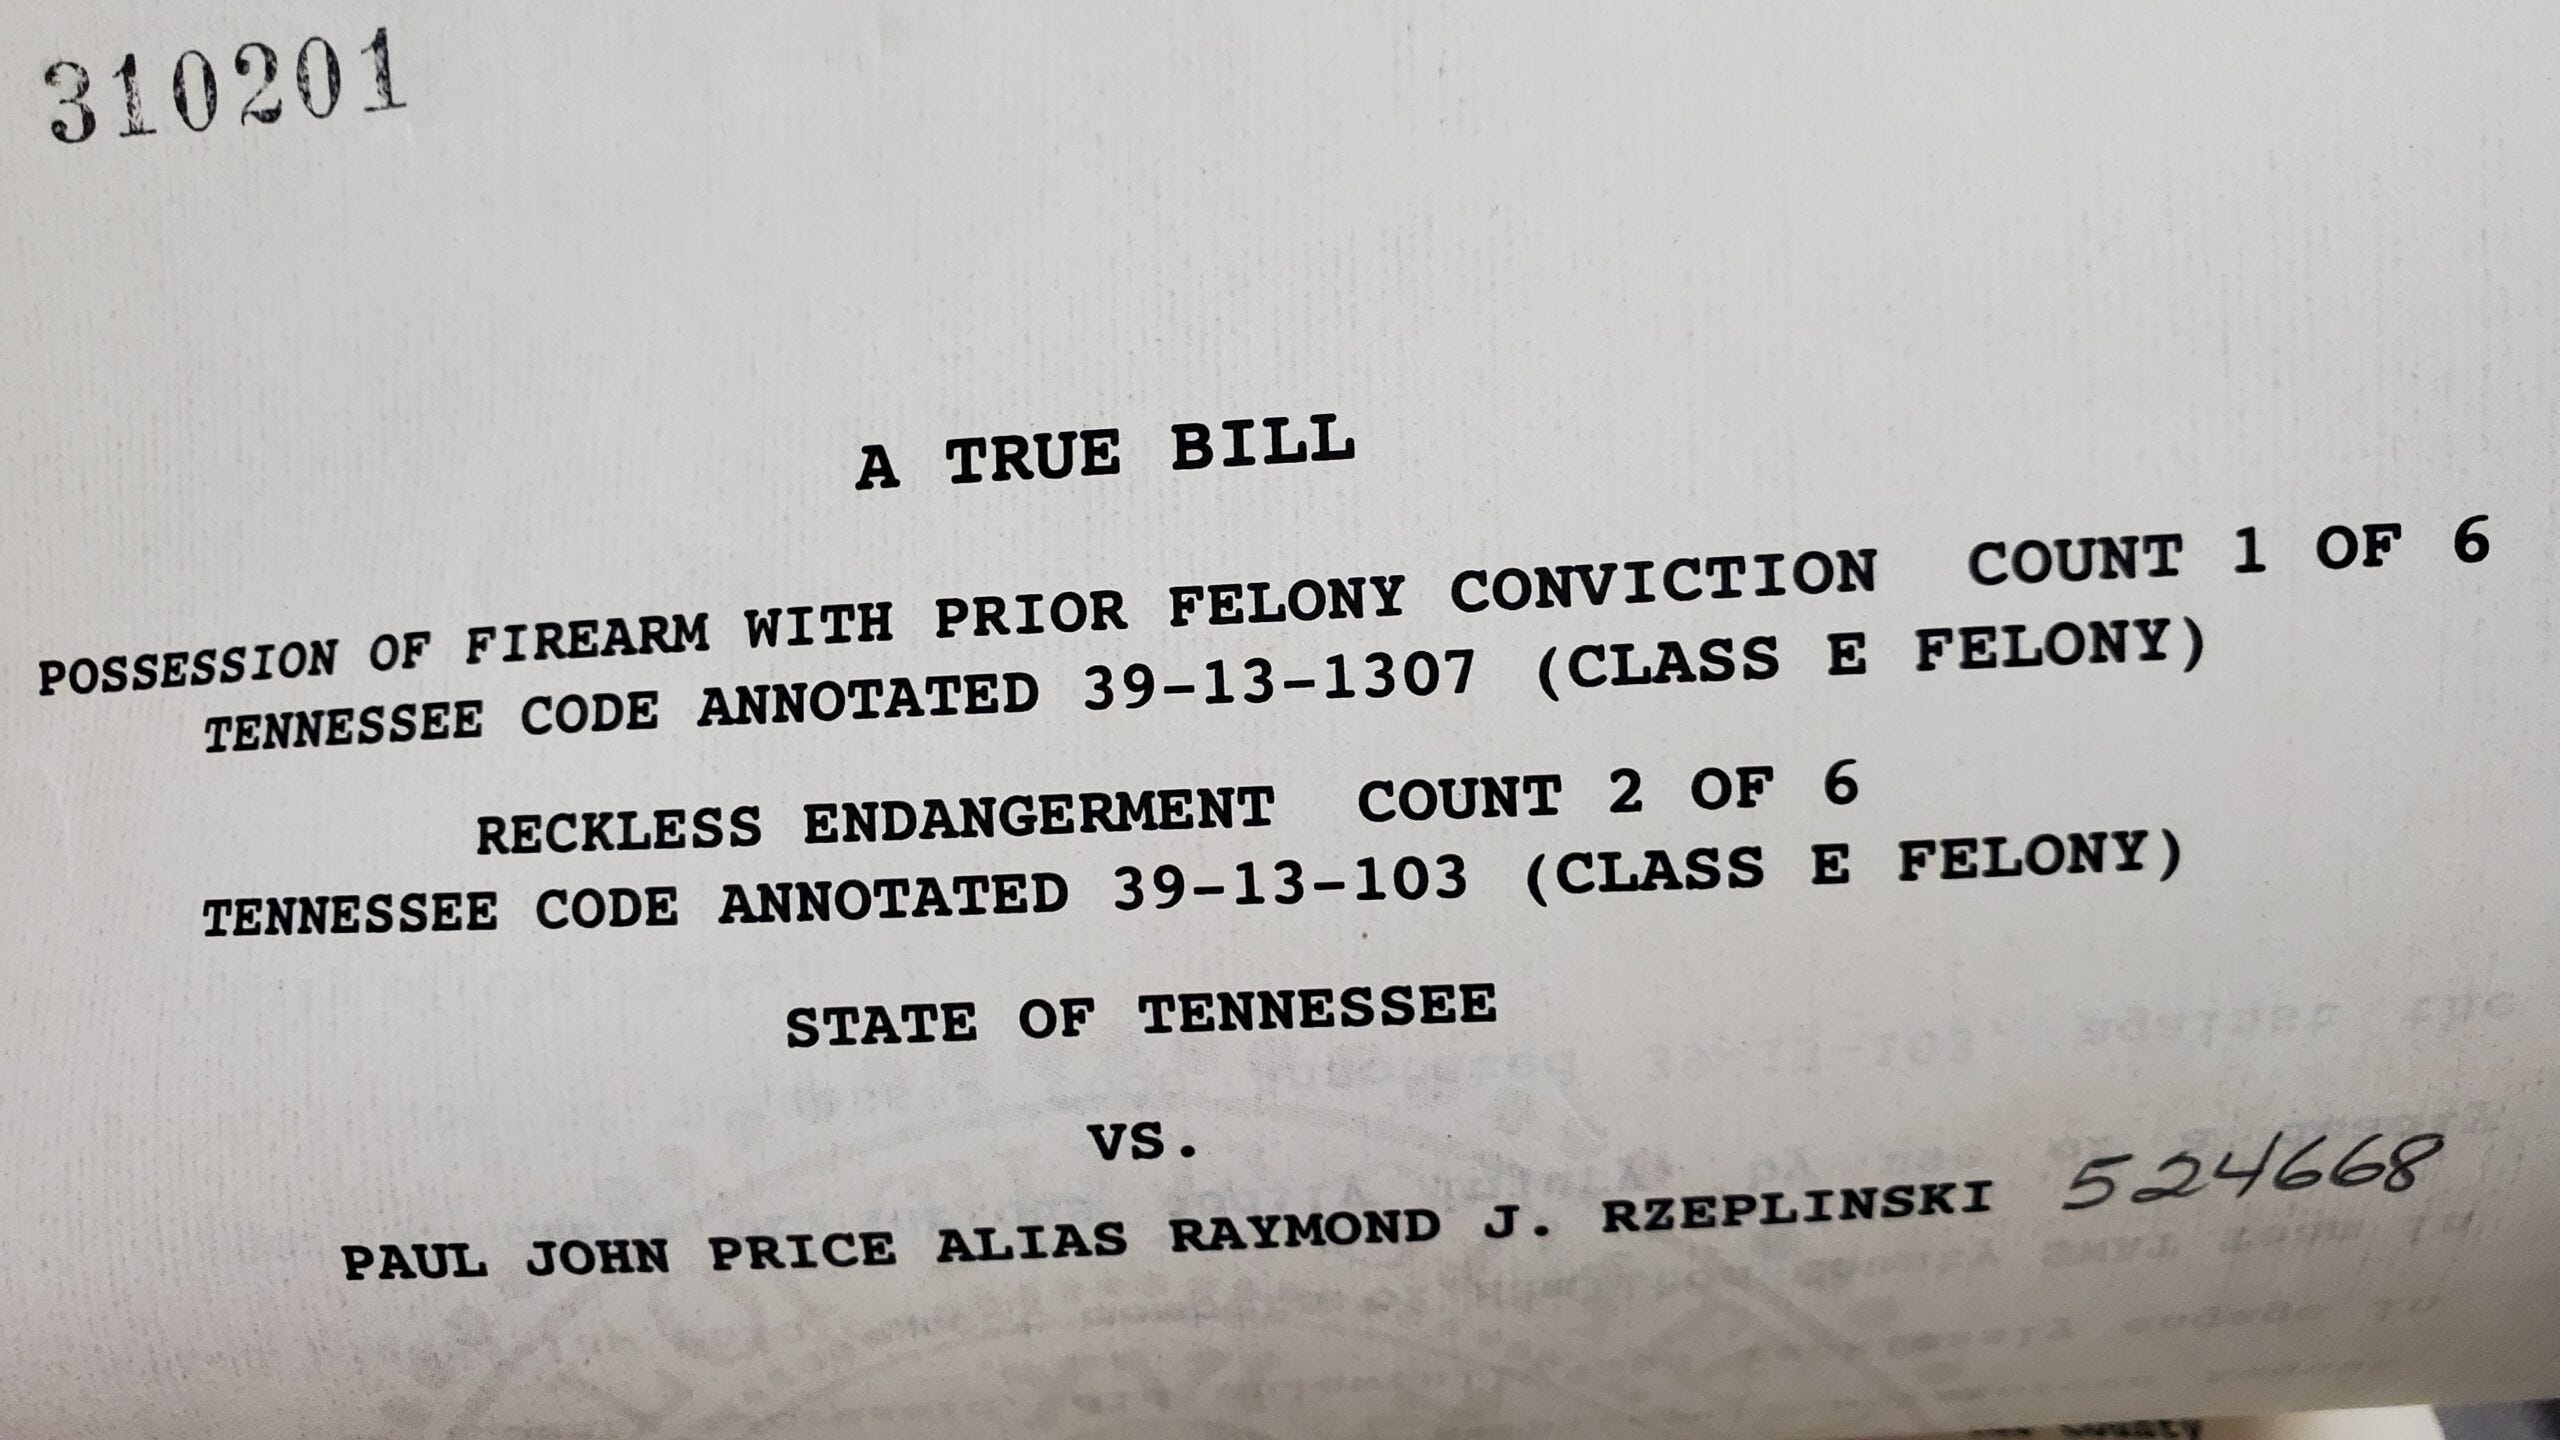 310201
A TRUE BILL
POSSESSION OF FIREARM WITH PRIOR FELONY CONVICTION COUNT 1 OF 6
TENNESSEE CODE ANNOTATED 39-13-1307 (CLASS E FELONY)
RECKLESS ENDANGERMENT COUNT 2 OF 6
TENNESSEE CODE ANNOTATED 39-13-103 (CLASS E FELONY)
STATE OF TENNESSEE
VS.
PAUL JOHN PRICE ALIAS RAYMOND J. RZEPLINSKI 524668